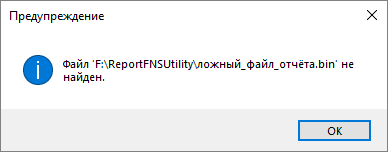 Предупреждение
Файл 'F:\ReportFNSUtility\ложный_файл_отчёта.bin' не
найден.
OK